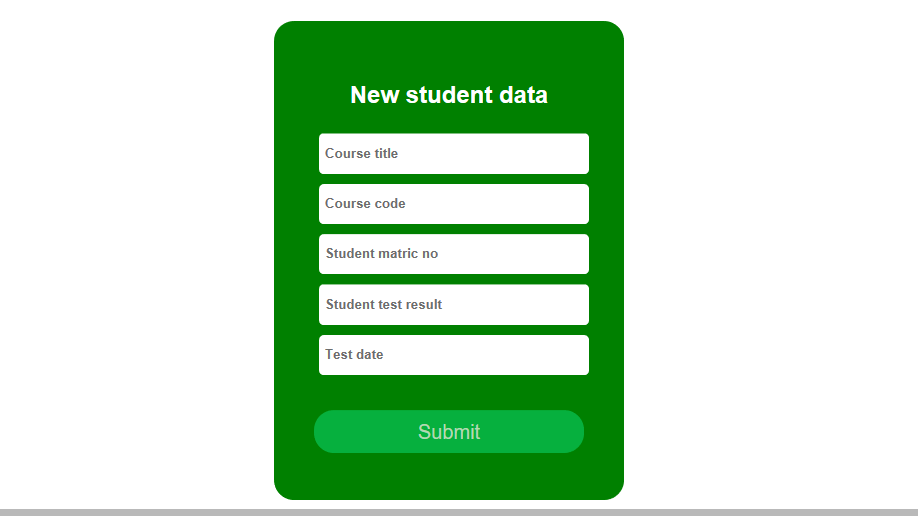 New student data
Course title
Course code
Student matric no
Student test result
Test date
Submit